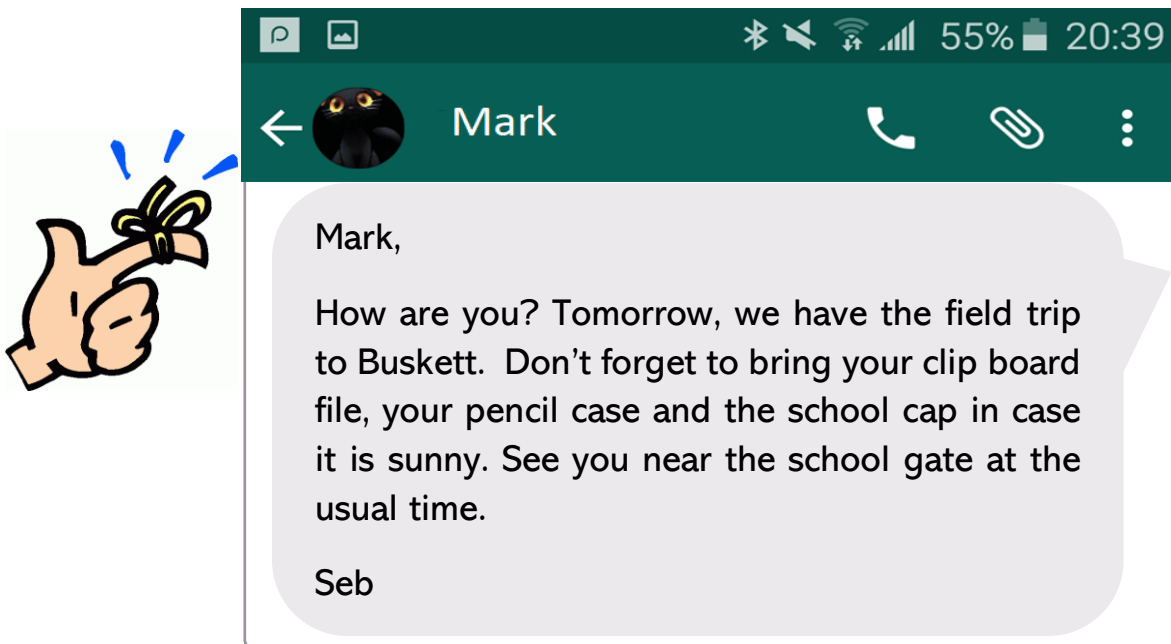 55% 20:39
Mark
Mark,
How are you? Tomorrow, we have the field trip
to Buskett. Don't forget to bring your clip board
file, your pencil case and the school cap in case
it is sunny. See you near the school gate at the
usual time.
Seb